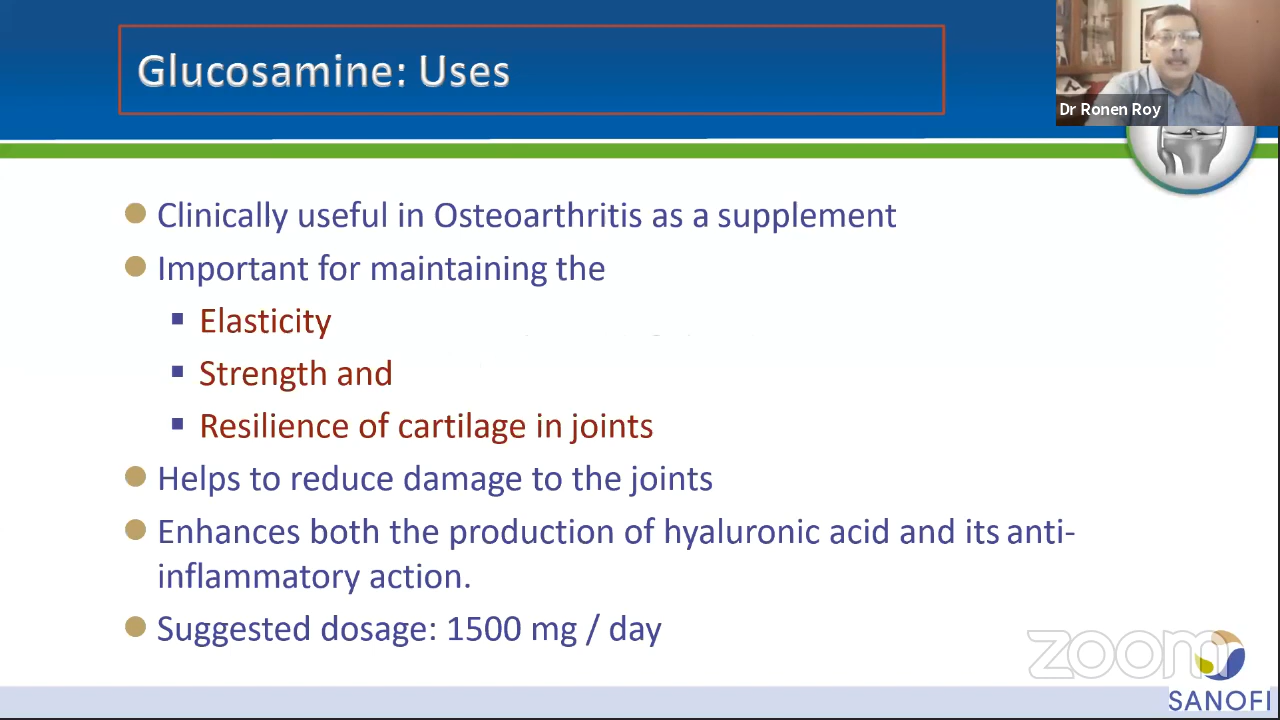 Glucosamine: Uses
Dr Ronen Roy
Clinically useful in Osteoarthritis as a supplement
Important for maintaining the
Elasticity
Strength and
Resilience of cartilage in joints
Helps to reduce damage to the joints
Enhances both the production of hyaluronic acid and its anti-
inflammatory action.
Suggested dosage: 1500 mg / day
zoom
SANOFI